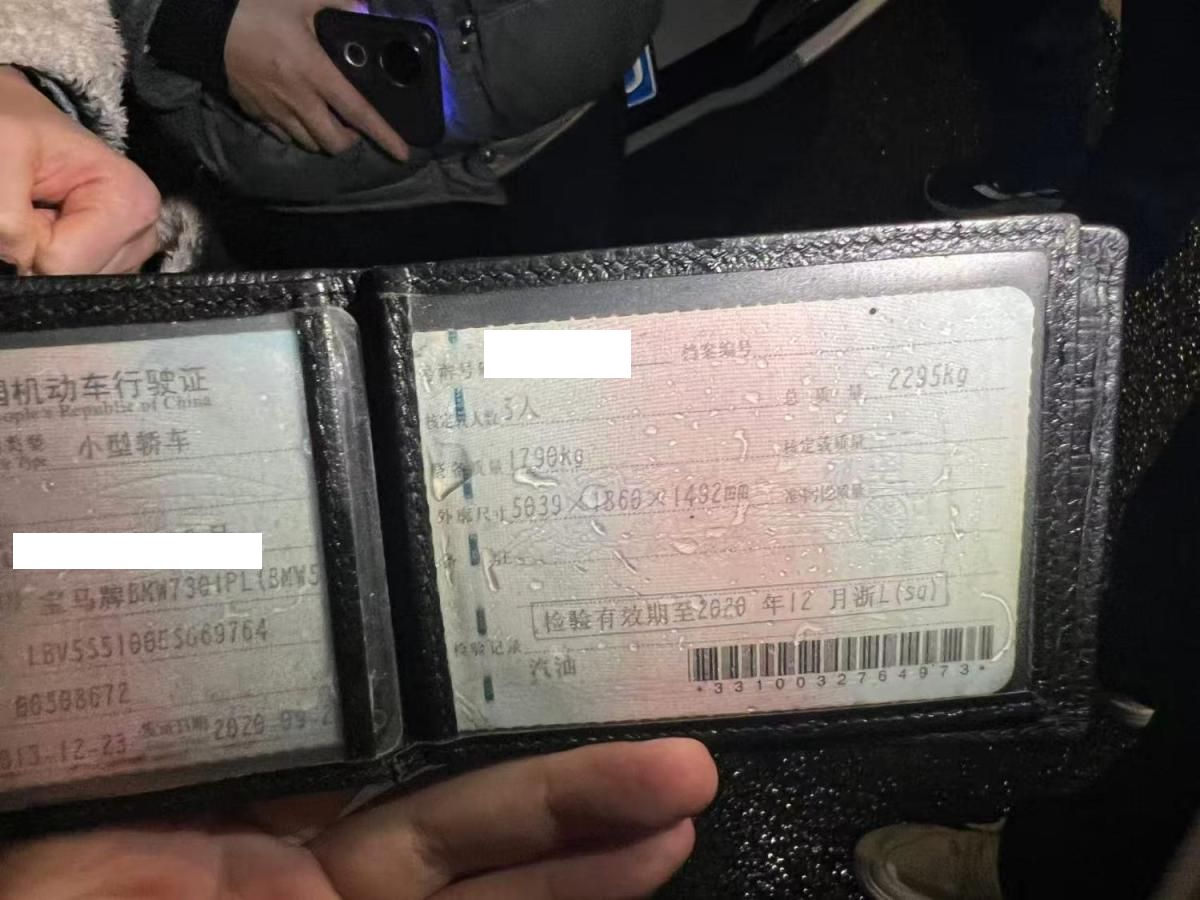 机动车行驶证
People's Republic of China
小型轿车
宝马牌BMW7301PL(BMW5
2020-09-2
013-12-23
档案编号
核定载人数 5人
总质量 2295kg
整备质量 1790kg
核定载质量
外廓尺寸 5039×1860×1492mm
准牵引总质量
检验有效期至2020 年12 月浙L(sq)
检验记录
汽油
*3310032764973*